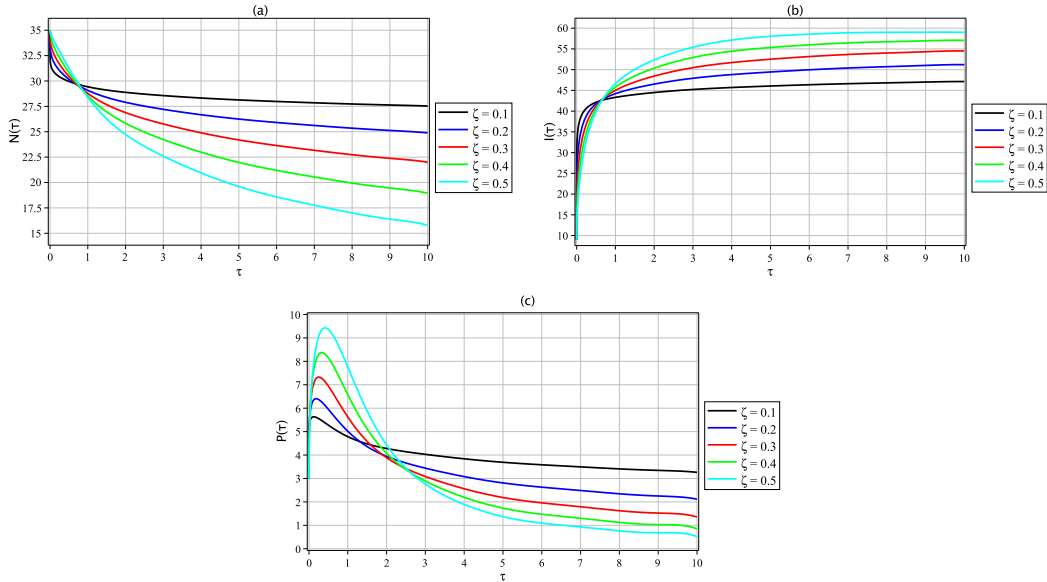 (a)
N(τ)
35
32.5
30
27.5
25
22.5
20
17.5
15
0 1 2 3 4 5 6 7 8 9 10
τ
ζ = 0.1
ζ = 0.2
ζ = 0.3
ζ = 0.4
ζ = 0.5
(b)
I(τ)
60
55
50
45
40
35
30
25
20
15
10
0 1 2 3 4 5 6 7 8 9 10
τ
ζ = 0.1
ζ = 0.2
ζ = 0.3
ζ = 0.4
ζ = 0.5
(c)
P(τ)
10
9
8
7
6
5
4
3
2
1
0
0 1 2 3 4 5 6 7 8 9 10
τ
ζ = 0.1
ζ = 0.2
ζ = 0.3
ζ = 0.4
ζ = 0.5